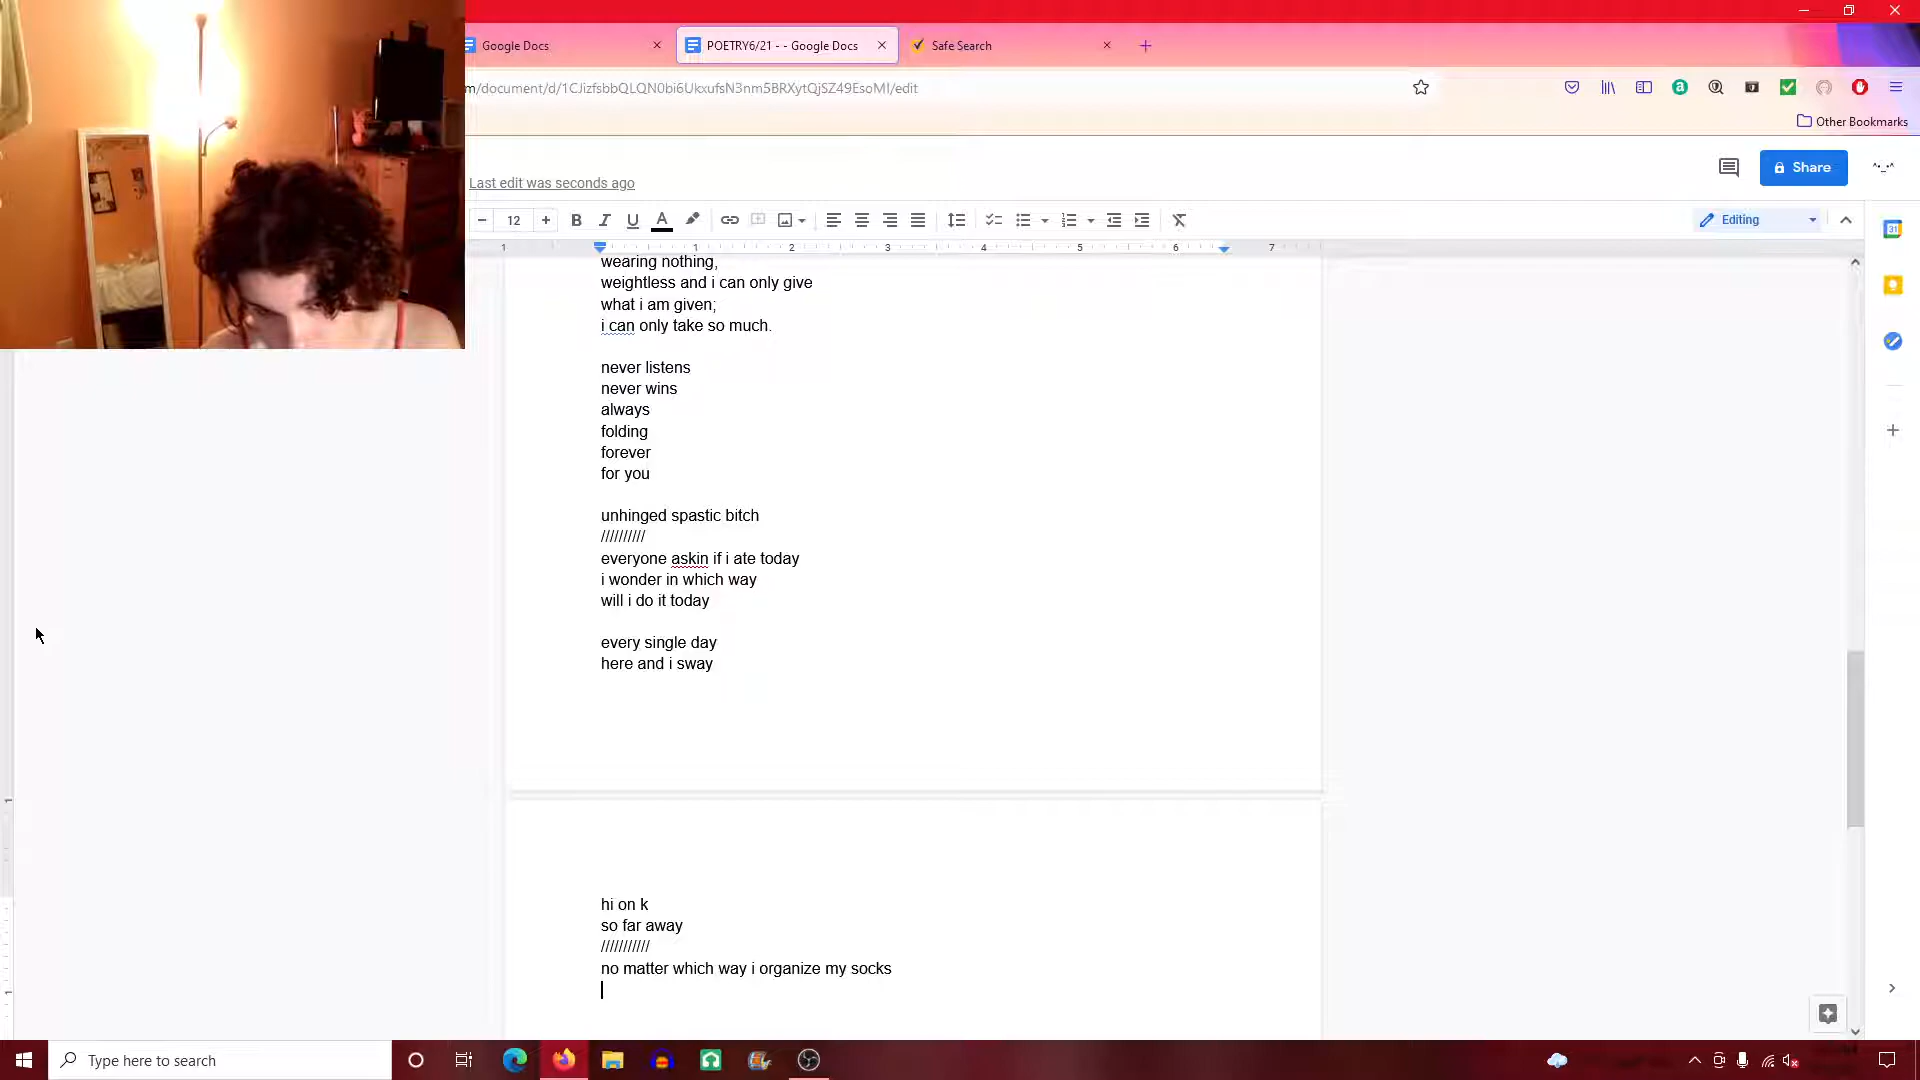 Google Docs
POETRY6/21 - - Google Docs
Safe Search
m/document/d/1CJizfsbbQLQN0bi6UkxufsN3nm5BRXytQjSZ49EsoMI/edit
Other Bookmarks
Last edit was seconds ago
Share
^-_-^
12
Editing
1 1 2 3 4 5 6 7
wearing nothing,
weightless and i can only give
what i am given;
i can only take so much.
never listens
never wins
always
folding
forever
for you
unhinged spastic bitch
//////////
everyone askin if i ate today
i wonder in which way
will i do it today
every single day
here and i sway
hi on k
so far away
///////////
no matter which way i organize my socks
Type here to search